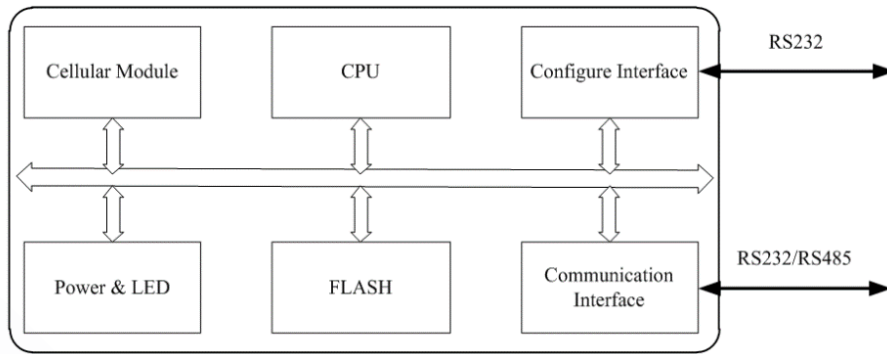 Cellular Module
CPU
Configure Interface
RS232
Power & LED
FLASH
Communication
Interface
RS232/RS485